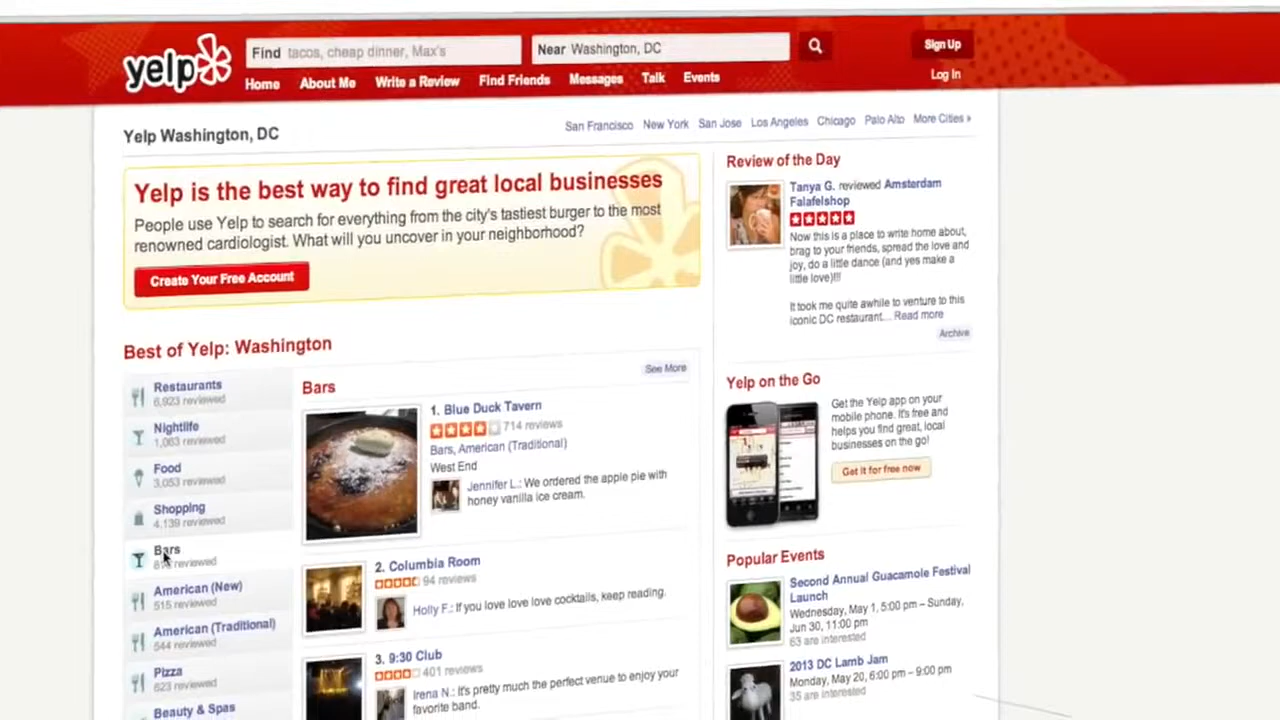 yelp
Find tacos, cheap dinner, Max's
Near Washington, DC
Sign Up
Home About Me Write a Review Find Friends Messages Talk Events
Log In
Yelp Washington, DC
San Francisco New York San Jose Los Angeles Chicago Palo Alto More Cities »
Yelp is the best way to find great local businesses
People use Yelp to search for everything from the city's tastiest burger to the most
renowned cardiologist. What will you uncover in your neighborhood?
Create Your Free Account
Review of the Day
Tanya G. reviewed Amsterdam
Falafelshop
Now this is a place to write home about,
brag to your friends, spread the love and
joy, do a little dance (and yes make a
little love)!!!
It took me quite awhile to venture to this
iconic DC restaurant... Read more
Archive
Best of Yelp: Washington
Restaurants
6,923 reviewed
Nightlife
1,063 reviewed
Food
3,053 reviewed
Shopping
4,139 reviewed
Bars
reviewed
American (New)
515 reviewed
American (Traditional)
544 reviewed
Pizza
623 reviewed
Beauty & Spas
Bars
See More
1. Blue Duck Tavern
714 reviews
Bars, American (Traditional)
West End
Jennifer L.: We ordered the apple pie with
honey vanilla ice cream.
2. Columbia Room
94 reviews
Holly F.: If you love love love cocktails, keep reading.
3. 9:30 Club
401 reviews
Irena N.: It's pretty much the perfect venue to enjoy your
favorite band.
Yelp on the Go
Get the Yelp app on your
mobile phone. It's free and
helps you find great, local
businesses on the go!
Get it for free now
Popular Events
Second Annual Guacamole Festival
Launch
Wednesday, May 1, 5:00 pm – Sunday,
Jun 30, 11:00 pm
63 are interested
2013 DC Lamb Jam
Monday, May 20, 6:00 pm – 9:00 pm
35 are interested